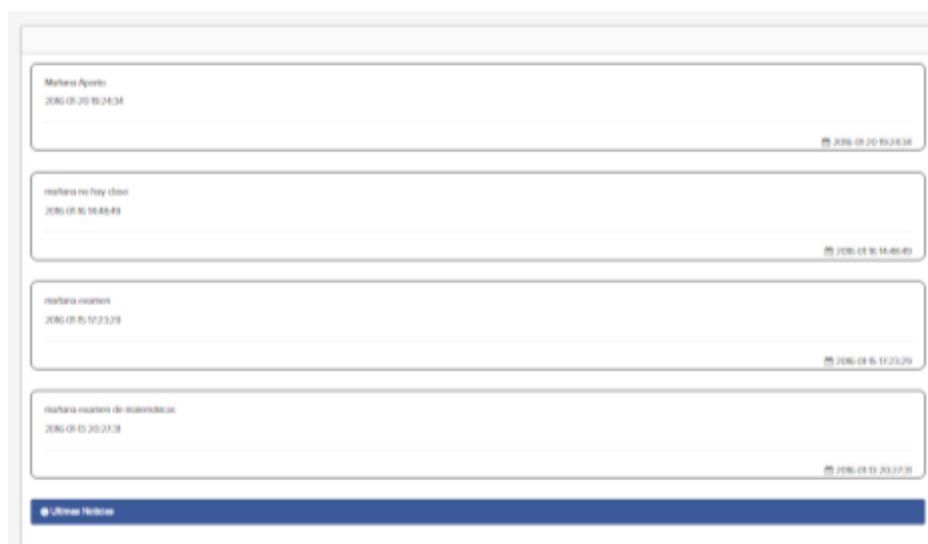 Mañana Aporte
2016-01-20 19:24:34
2016-01-20 19:24:34
mañana no hay clase
2016-01-16 14:48:49
2016-01-16 14:48:49
mañana examen
2016-01-15 17:23:29
2016-01-15 17:23:29
mañana examen de matemáticas
2016-01-13 20:27:31
2016-01-13 20:27:31
Ultimas Noticias